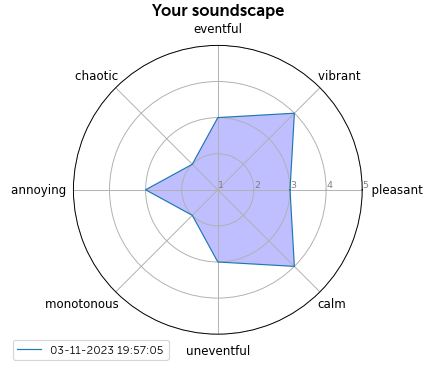 Your soundscape
eventful
chaotic
vibrant
annoying
1 2 3 4 5
pleasant
monotonous
calm
uneventful
03-11-2023 19:57:05